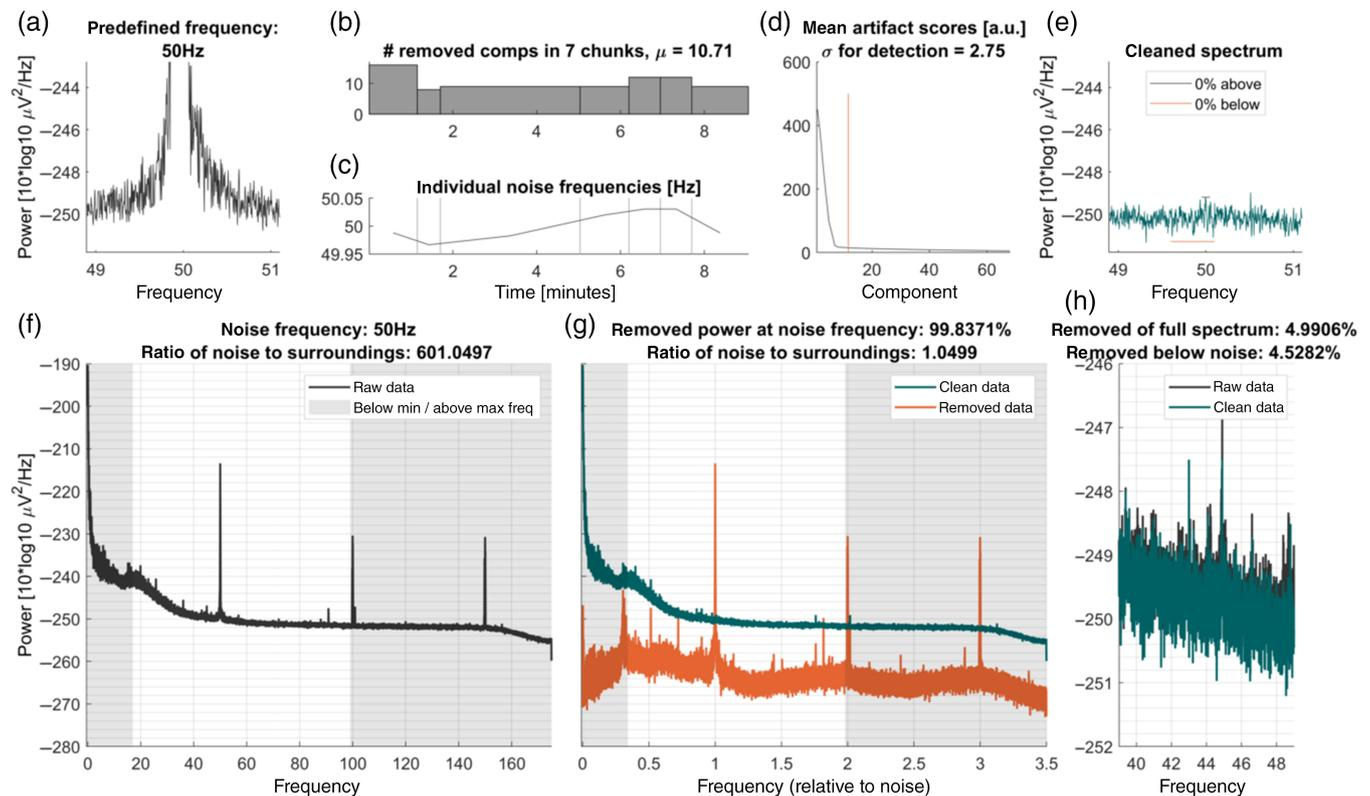 (a)
Predefined frequency:
50Hz
Power [10*log10 μV²/Hz]
−244
−246
−248
−250
49
50
51
Frequency
(b)
# removed comps in 7 chunks, μ = 10.71
10
0
2
4
6
8
(c)
Individual noise frequencies [Hz]
50.05
49.95
2
4
6
8
Time [minutes]
(d)
Mean artifact scores [a.u.]
σ for detection = 2.75
600
400
200
0
20
40
60
Component
(e)
Cleaned spectrum
0% above
0% below
Power [10*log10 μV²/Hz]
−244
−246
−248
−250
49
50
51
Frequency
(f)
Noise frequency: 50Hz
Ratio of noise to surroundings: 601.0497
Raw data
Below min / above max freq
Power [10*log10 μV²/Hz]
−190
−200
−210
−220
−230
−240
−250
−260
−270
−280
0
20
40
60
80
100
120
140
160
Frequency
(g)
Removed power at noise frequency: 99.8371%
Ratio of noise to surroundings: 1.0499
Clean data
Removed data
0
0.5
1
1.5
2
2.5
3
3.5
Frequency (relative to noise)
(h)
Removed of full spectrum: 4.9906%
Removed below noise: 4.5282%
Raw data
Clean data
−246
−247
−248
−249
−250
−251
−252
40
42
44
46
48
Frequency